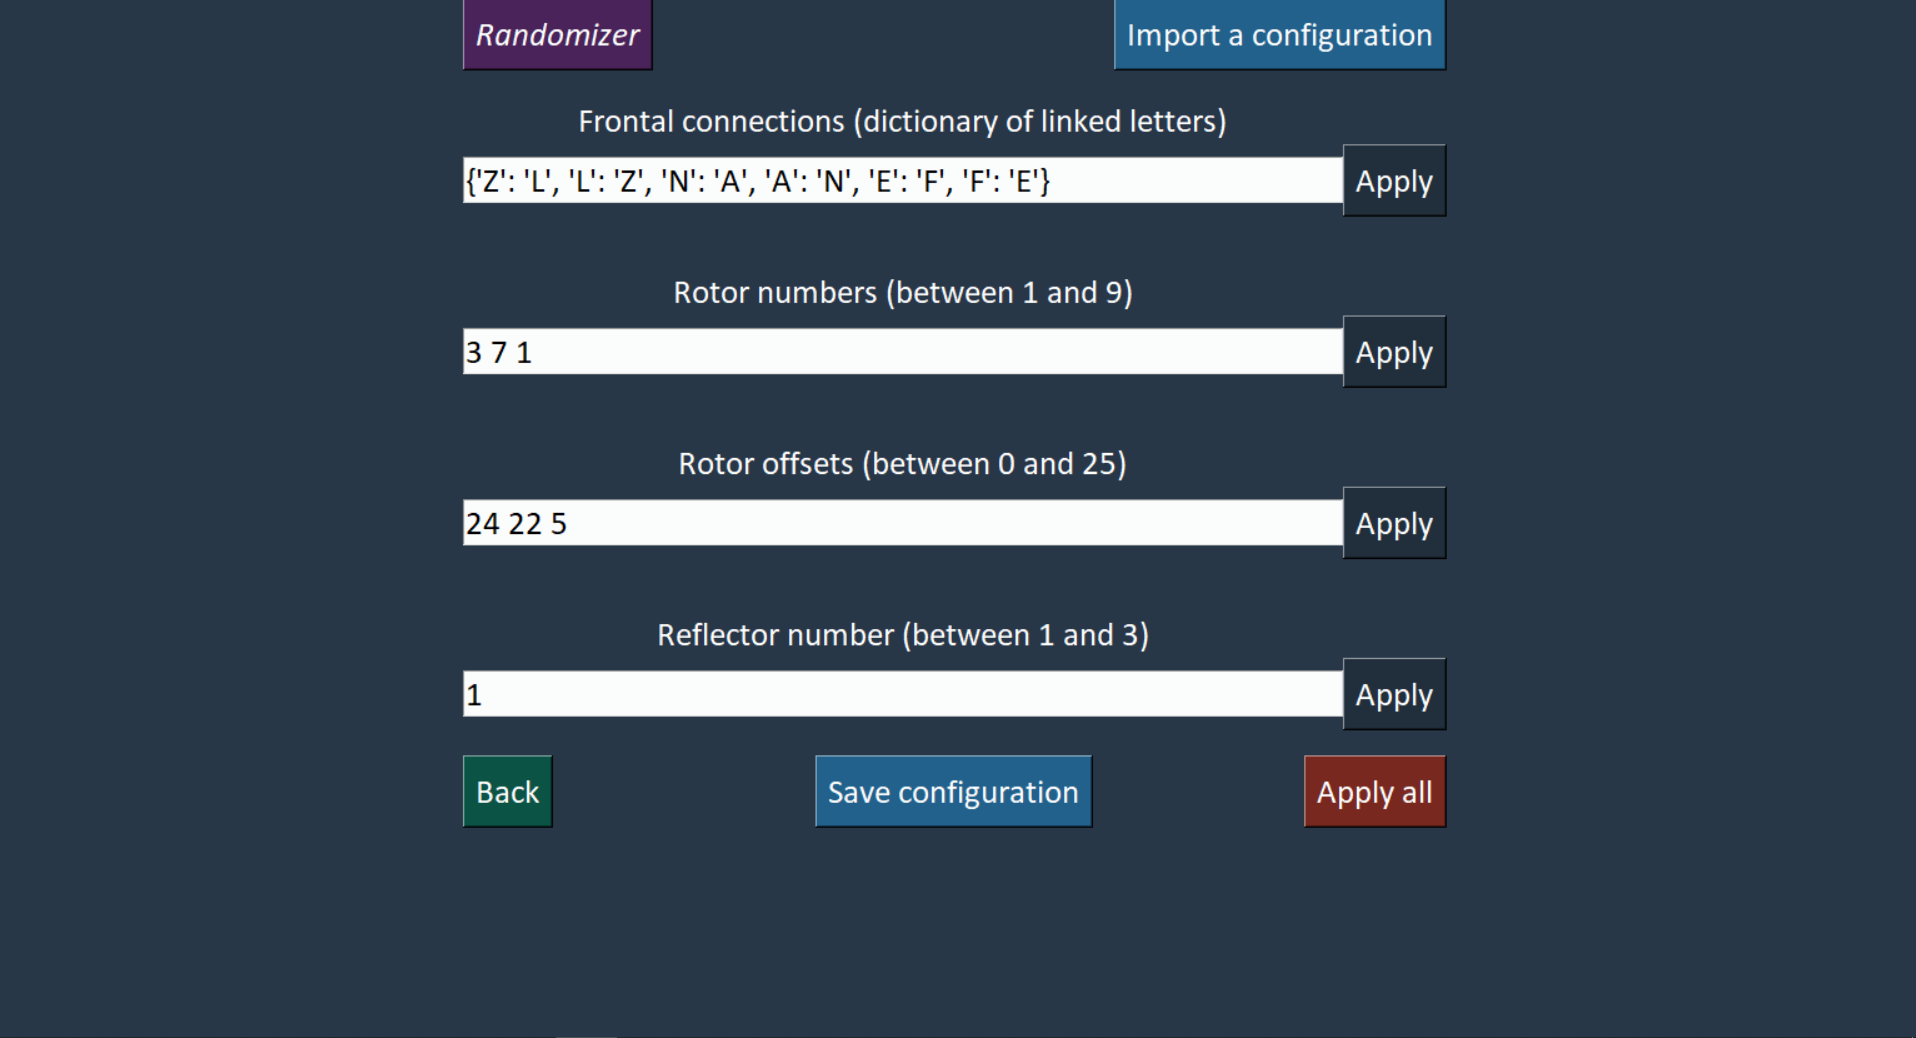 Randomizer
Import a configuration
Frontal connections (dictionary of linked letters)
{'Z': 'L', 'L': 'Z', 'N': 'A', 'A': 'N', 'E': 'F', 'F': 'E'}
Apply
Rotor numbers (between 1 and 9)
3 7 1
Apply
Rotor offsets (between 0 and 25)
24 22 5
Apply
Reflector number (between 1 and 3)
1
Apply
Back
Save configuration
Apply all